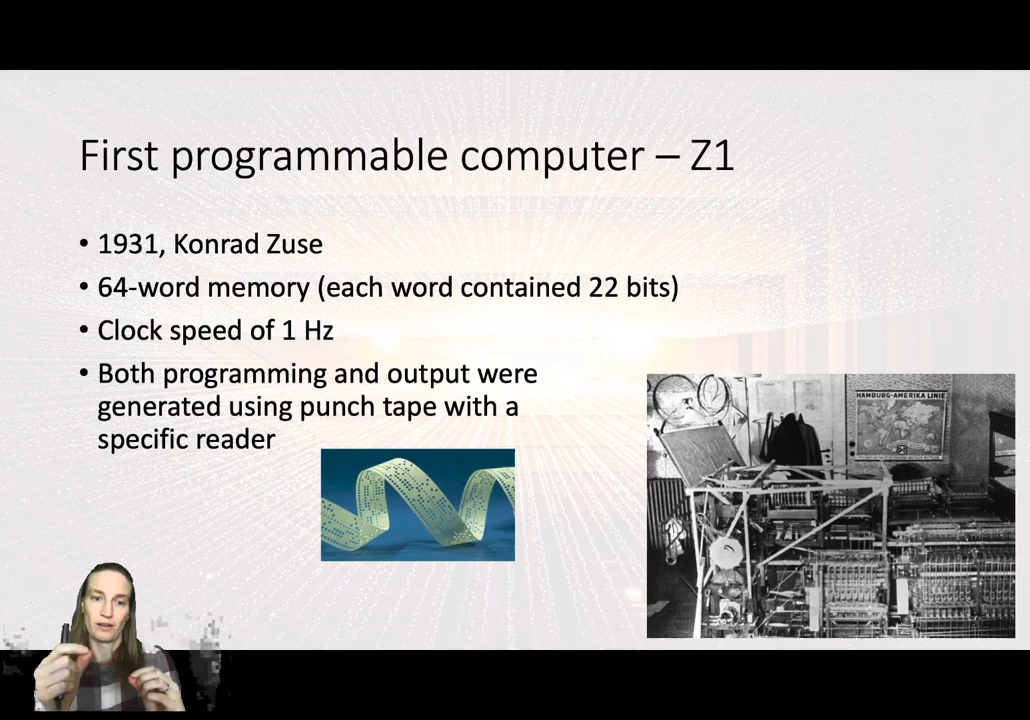 First programmable computer – Z1
• 1931, Konrad Zuse
• 64-word memory (each word contained 22 bits)
• Clock speed of 1 Hz
• Both programming and output were
generated using punch tape with a
specific reader
HAMBURG-AMERIKA LINIE